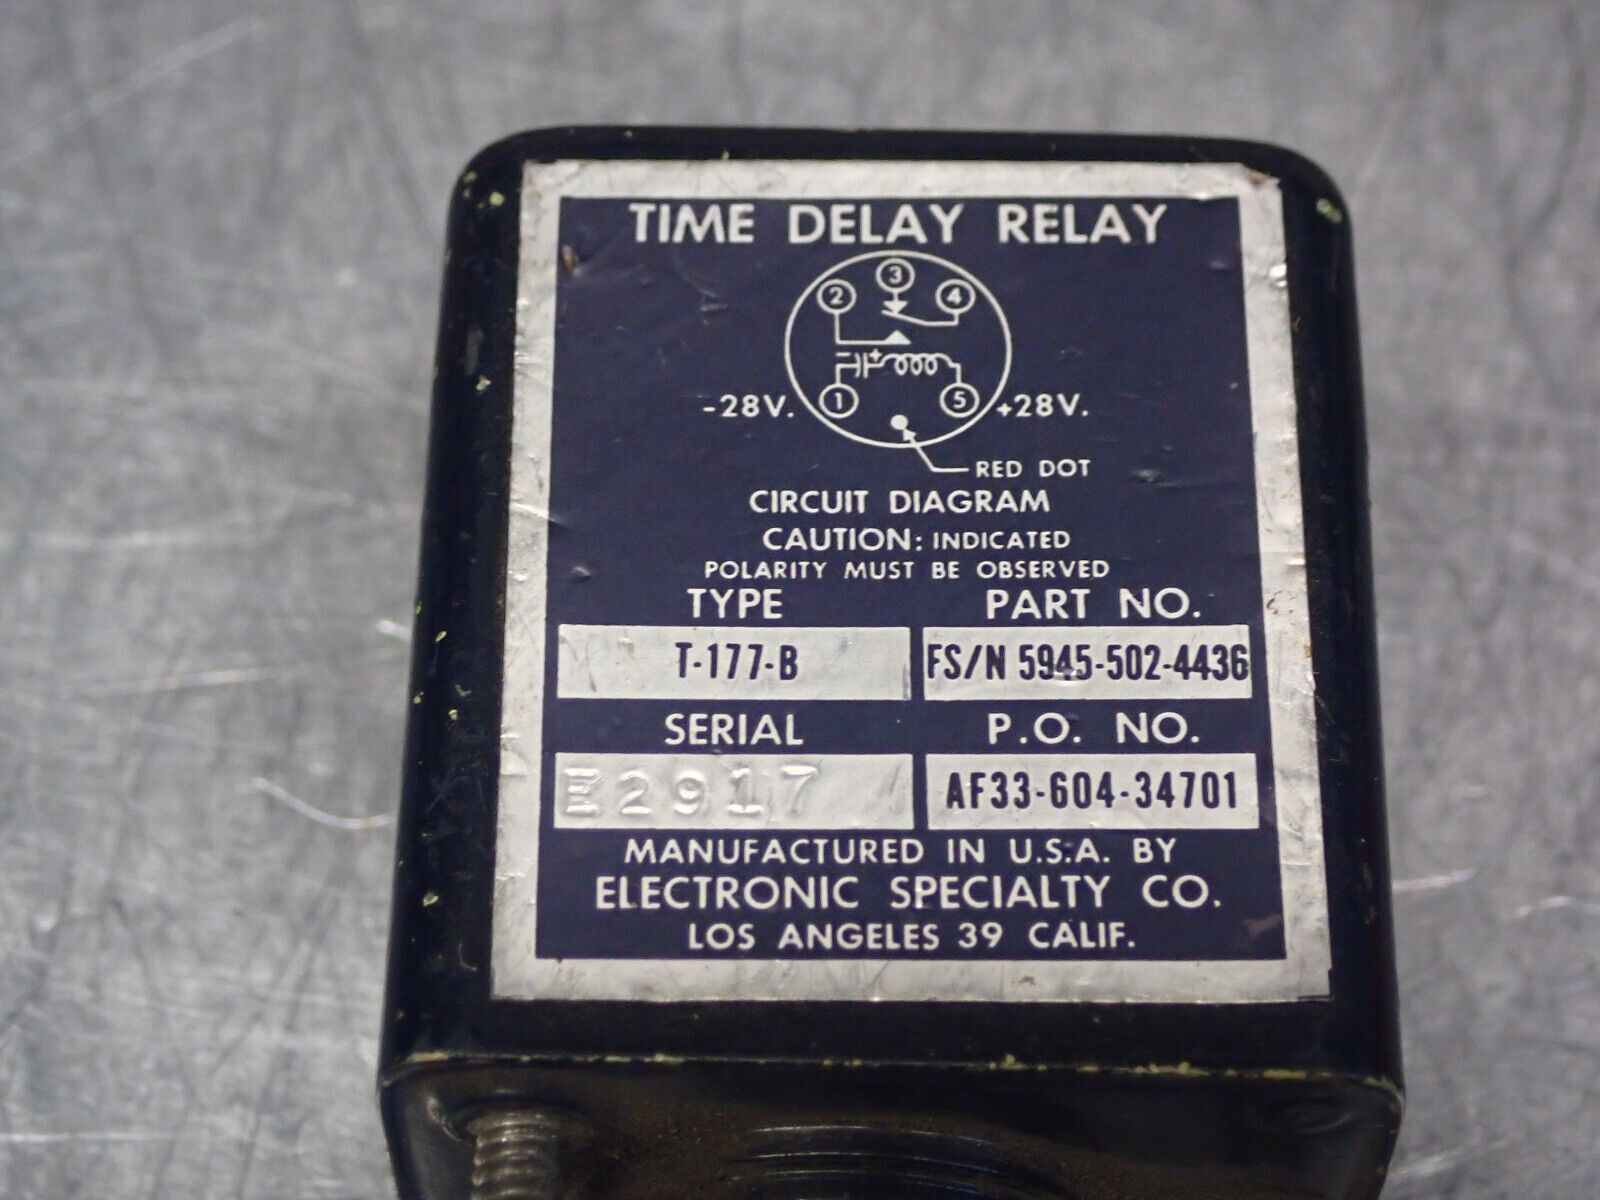 TIME DELAY RELAY
3
2 4
- +
1 5
-28V. +28V.
RED DOT
CIRCUIT DIAGRAM
CAUTION: INDICATED
POLARITY MUST BE OBSERVED
TYPE PART NO.
T-177-B FS/N 5945-502-4436
SERIAL P.O. NO.
E2917 AF33-604-34701
MANUFACTURED IN U.S.A. BY
ELECTRONIC SPECIALTY CO.
LOS ANGELES 39 CALIF.